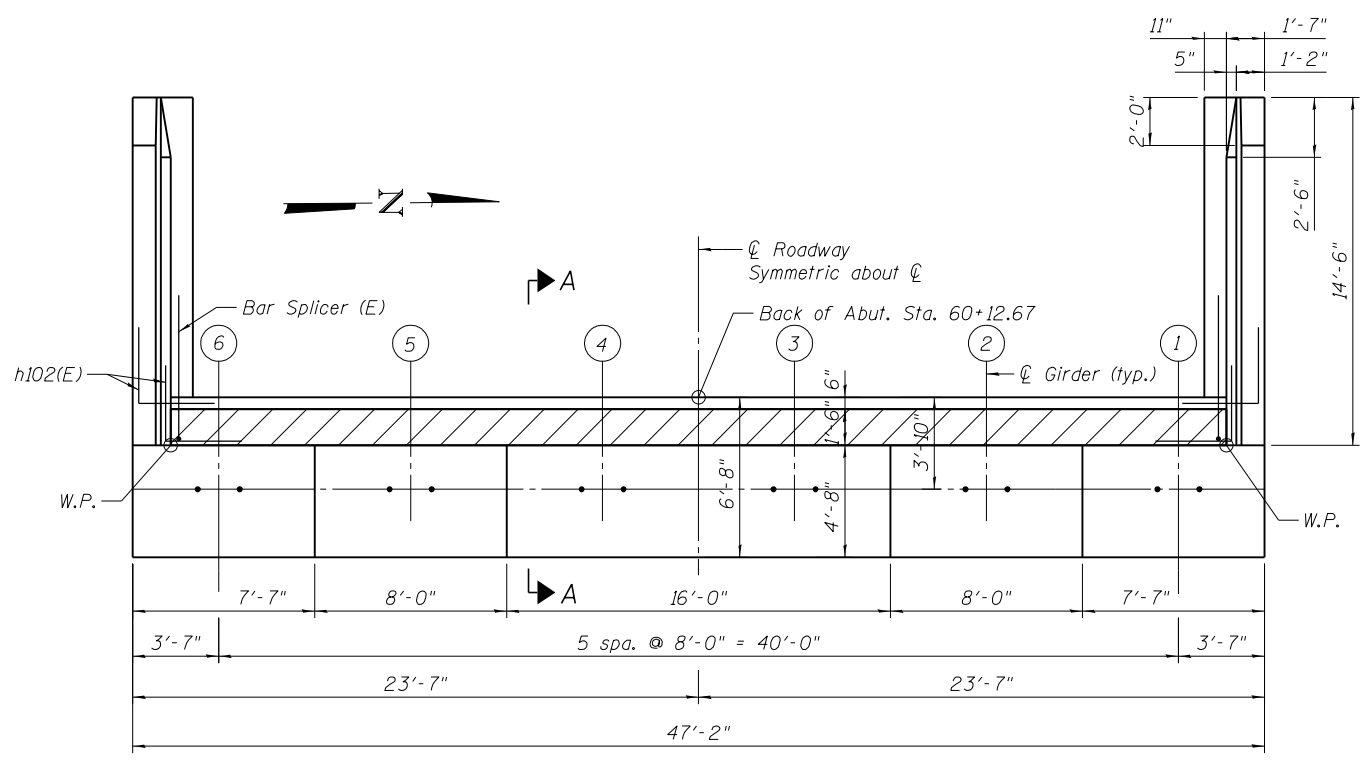 11" 1'-7"
5" 1'-2"
2'-0"
2'-6"
14'-6"
N
℄ Roadway
Symmetric about ℄
A
Bar Splicer (E)
Back of Abut. Sta. 60+12.67
6 5 4 3 2 1
h102(E)
℄ Girder (typ.)
6"
1'-6"
3'-10"
6'-8"
4'-8"
W.P.
W.P.
A
7'-7" 8'-0" 16'-0" 8'-0" 7'-7"
3'-7" 5 spa. @ 8'-0" = 40'-0" 3'-7"
23'-7" 23'-7"
47'-2"